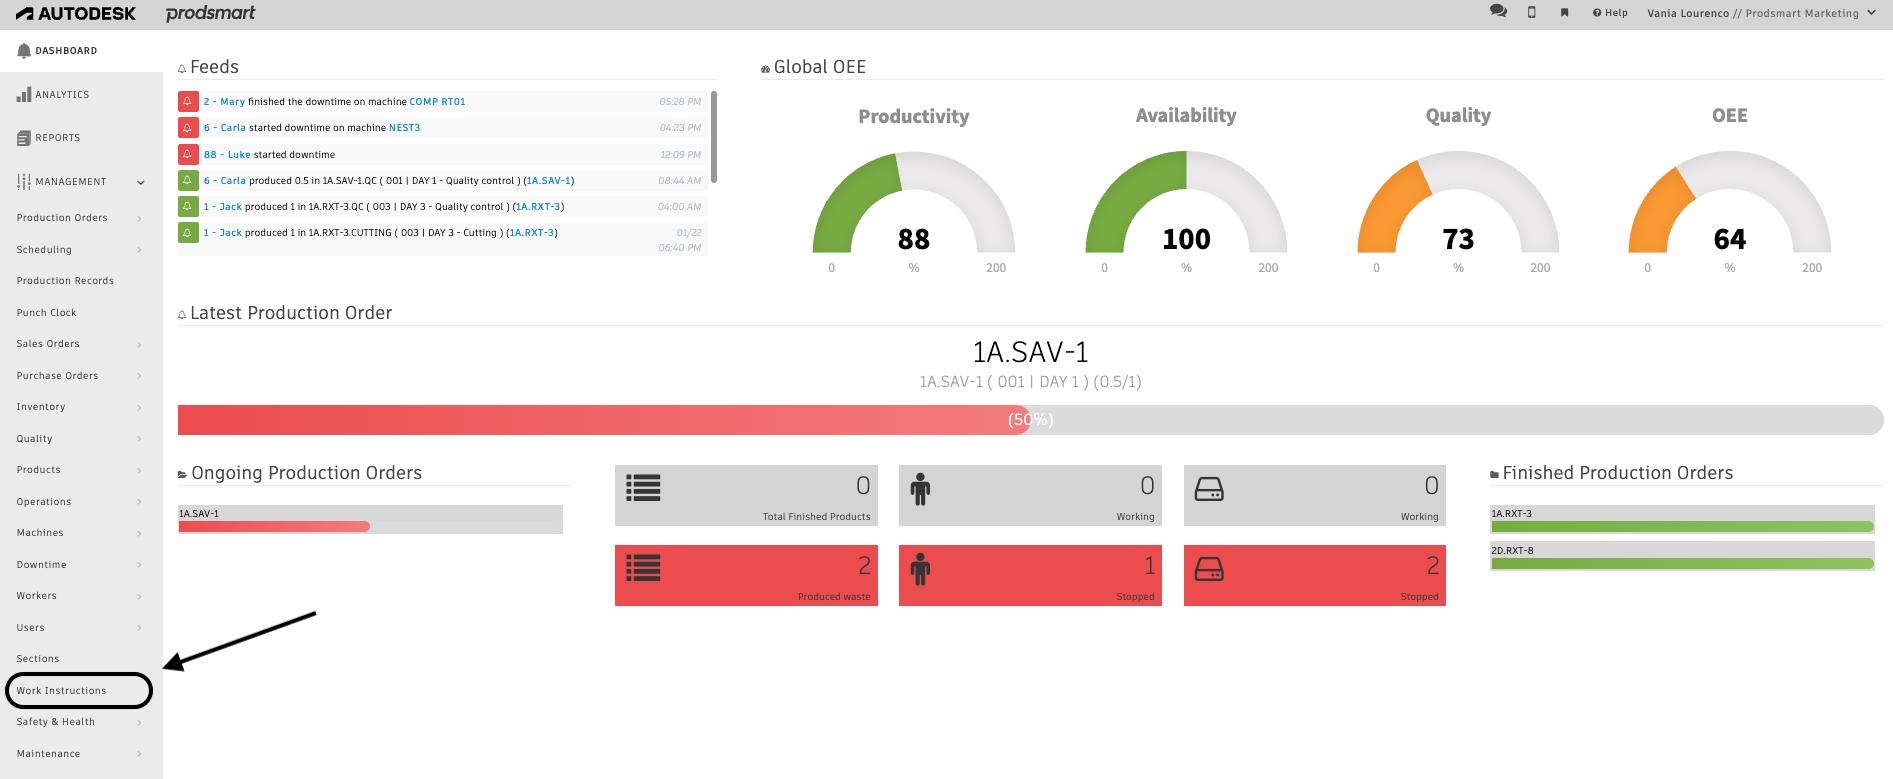 AUTODESK prodsmart
Help
Vania Lourenco // Prodsmart Marketing
DASHBOARD
ANALYTICS
REPORTS
MANAGEMENT
Production Orders
Scheduling
Production Records
Punch Clock
Sales Orders
Purchase Orders
Inventory
Quality
Products
Operations
Machines
Downtime
Workers
Users
Sections
Work Instructions
Safety & Health
Maintenance
Feeds
2 - Mary finished the downtime on machine COMP RT01 05:28 PM
6 - Carla started downtime on machine NEST3 04:23 PM
88 - Luke started downtime 12:09 PM
6 - Carla produced 0.5 in 1A.SAV-1.QC ( 001 | DAY 1 - Quality control ) (1A.SAV-1) 08:44 AM
1 - Jack produced 1 in 1A.RXT-3.QC ( 003 | DAY 3 - Quality control ) (1A.RXT-3) 04:00 AM
1 - Jack produced 1 in 1A.RXT-3.CUTTING ( 003 | DAY 3 - Cutting ) (1A.RXT-3) 01/22
06:40 PM
Global OEE
Productivity
88
0 % 200
Availability
100
0 % 200
Quality
73
0 % 200
OEE
64
0 % 200
Latest Production Order
1A.SAV-1
1A.SAV-1 ( 001 | DAY 1 ) (0.5/1)
(50%)
Ongoing Production Orders
1A.SAV-1
0
Total Finished Products
0
Working
0
Working
2
Produced waste
1
Stopped
2
Stopped
Finished Production Orders
1A.RXT-3
2D.RXT-8